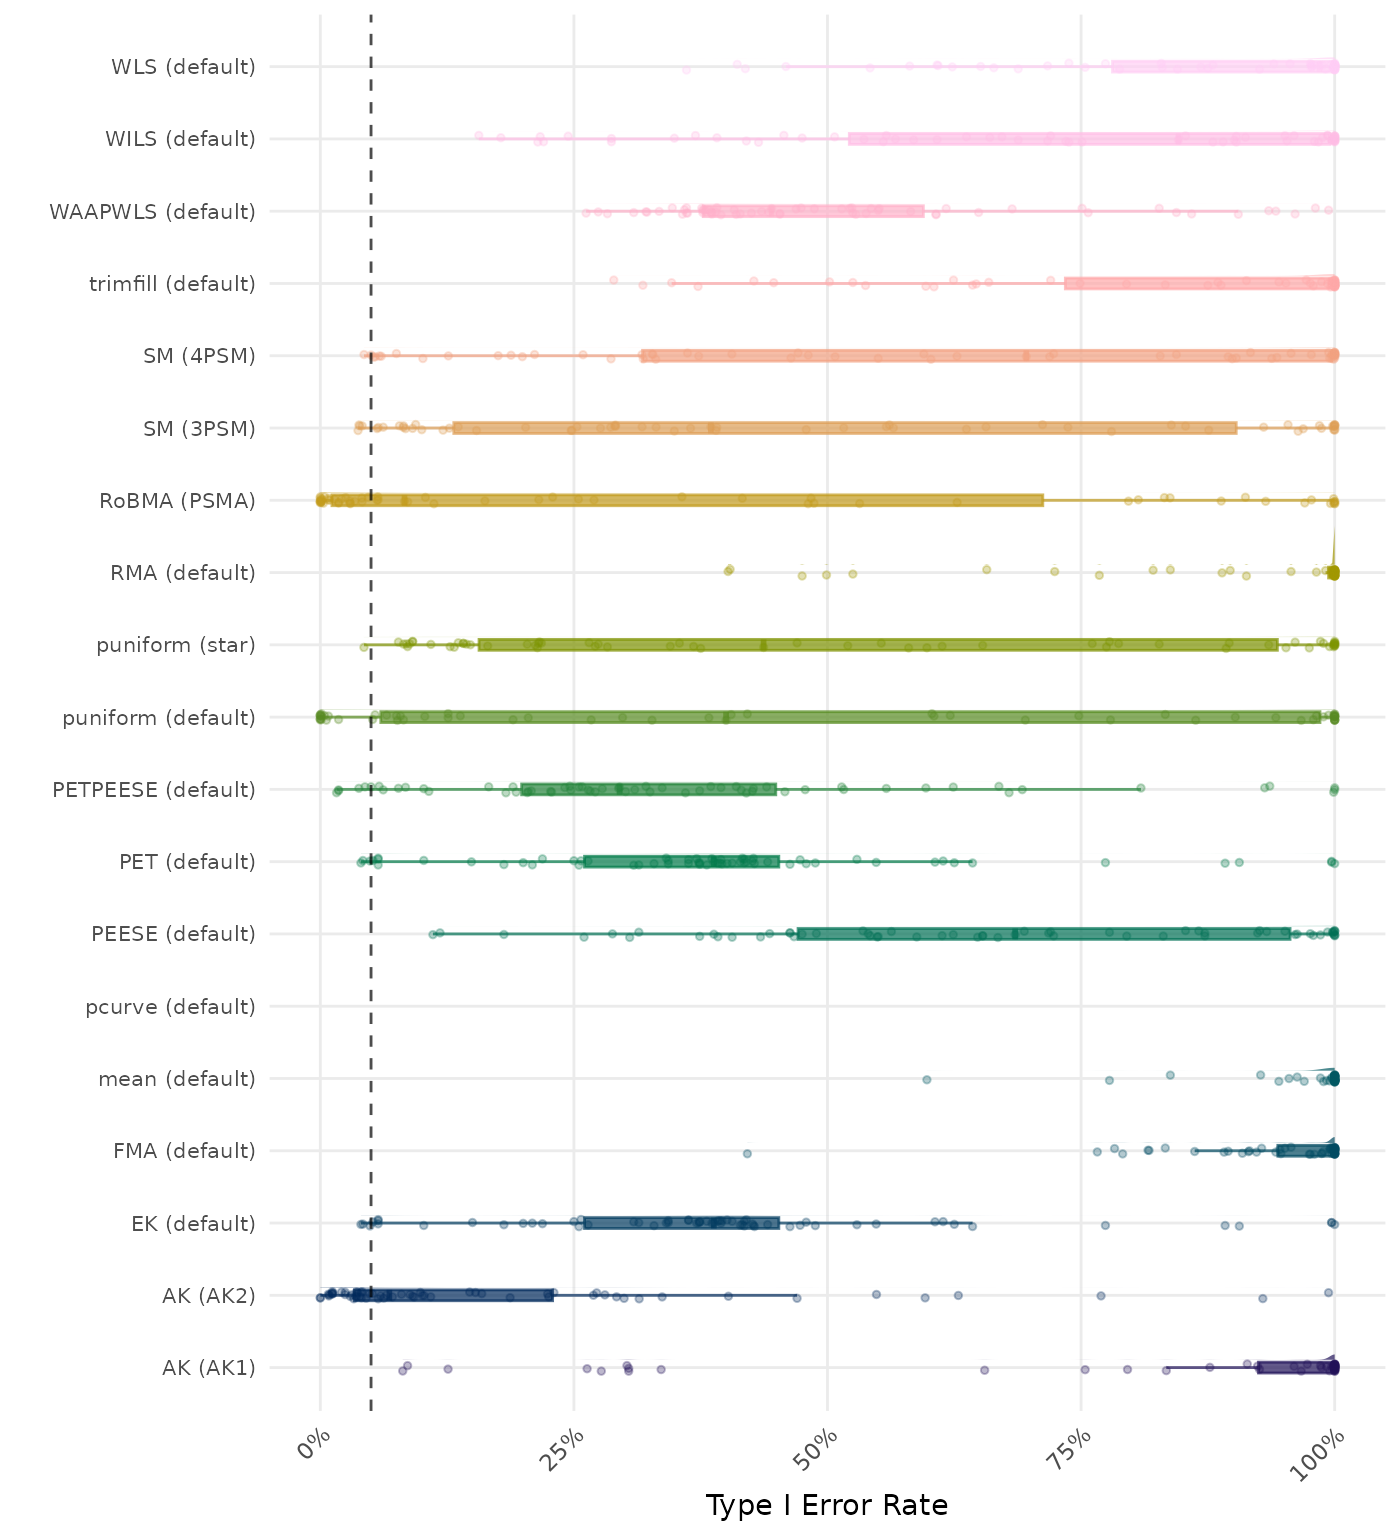 WLS (default)
WILS (default)
WAAPWLS (default)
trimfill (default)
SM (4PSM)
SM (3PSM)
RoBMA (PSMA)
RMA (default)
puniform (star)
puniform (default)
PETPEESE (default)
PET (default)
PEESE (default)
pcurve (default)
mean (default)
FMA (default)
EK (default)
AK (AK2)
AK (AK1)
0% 25% 50% 75% 100%
Type I Error Rate